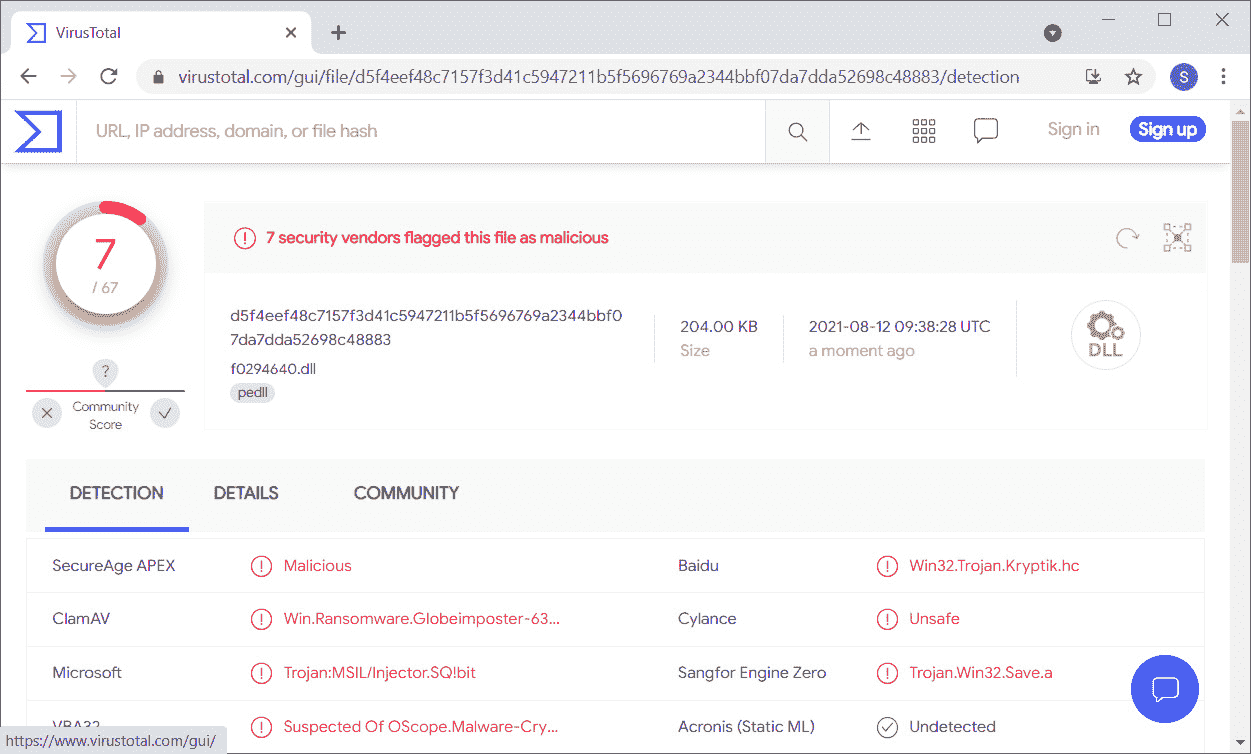 VirusTotal
virustotal.com/gui/file/d5f4eef48c7157f3d41c5947211b5f5696769a2344bbf07da7dda52698c48883/detection
S
URL, IP address, domain, or file hash
Sign in
Sign up
7
/ 67
?
Community
Score
7 security vendors flagged this file as malicious
d5f4eef48c7157f3d41c5947211b5f5696769a2344bbf0
7da7dda52698c48883
f0294640.dll
pedll
204.00 KB
Size
2021-08-12 09:38:28 UTC
a moment ago
DLL
DETECTION DETAILS COMMUNITY
SecureAge APEX Malicious Baidu Win32.Trojan.Kryptik.hc
ClamAV Win.Ransomware.Globeimposter-63... Cylance Unsafe
Microsoft Trojan:MSIL/Injector.SQ!bit Sangfor Engine Zero Trojan.Win32.Save.a
VBA32 Suspected Of OScope.Malware-Cry... Acronis (Static ML) Undetected
https://www.virustotal.com/gui/